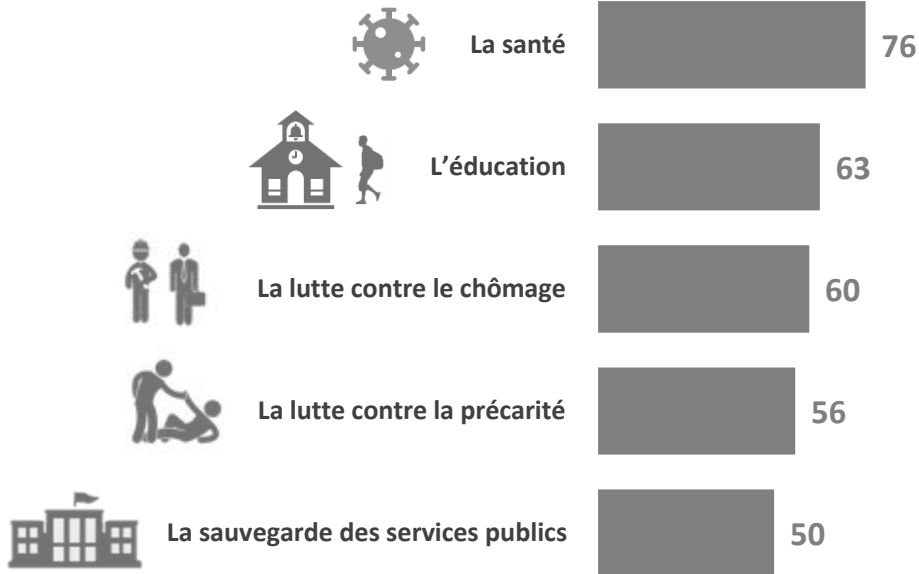 La santé 76
L’éducation 63
La lutte contre le chômage 60
La lutte contre la précarité 56
La sauvegarde des services publics 50